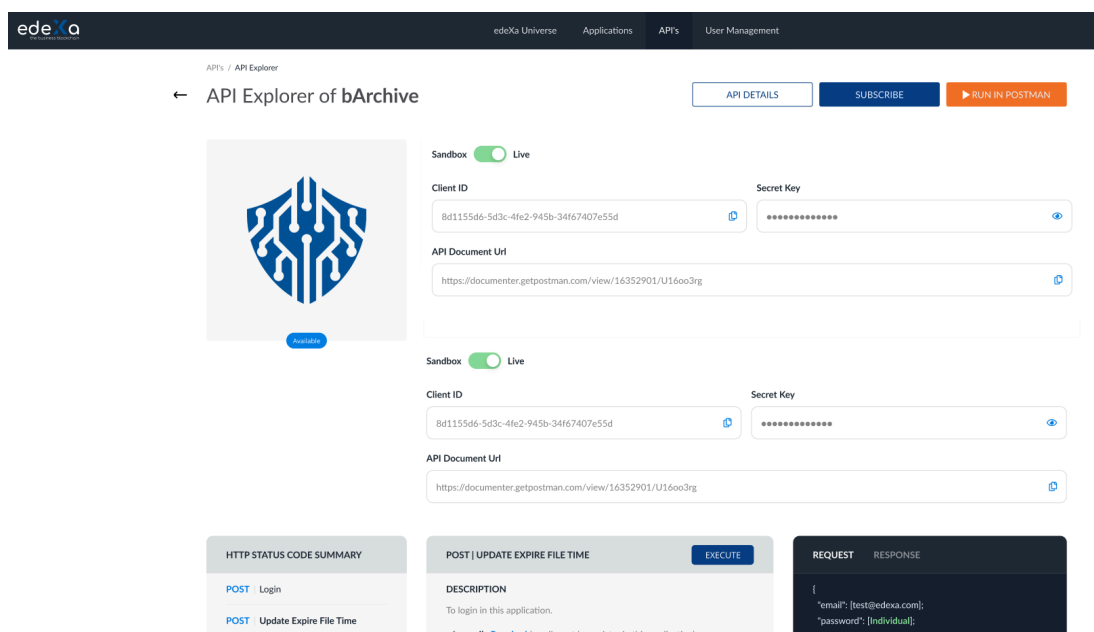 edeXa
the business blockchain
edeXa Universe Applications API's User Management
API's / API Explorer
← API Explorer of bArchive
API DETAILS SUBSCRIBE RUN IN POSTMAN
Sandbox Live
Client ID Secret Key
8d1155d6-5d3c-4fe2-945b-34f67407e55d •••••••••••••
API Document Url
https://documenter.getpostman.com/view/16352901/U16oo3rg
Available
Sandbox Live
Client ID Secret Key
8d1155d6-5d3c-4fe2-945b-34f67407e55d •••••••••••••
API Document Url
https://documenter.getpostman.com/view/16352901/U16oo3rg
HTTP STATUS CODE SUMMARY
POST | Login
POST | Update Expire File Time
POST | UPDATE EXPIRE FILE TIME EXECUTE
DESCRIPTION
To login in this application.
REQUEST RESPONSE
{
"email": [test@edexa.com];
"password": [Individual];